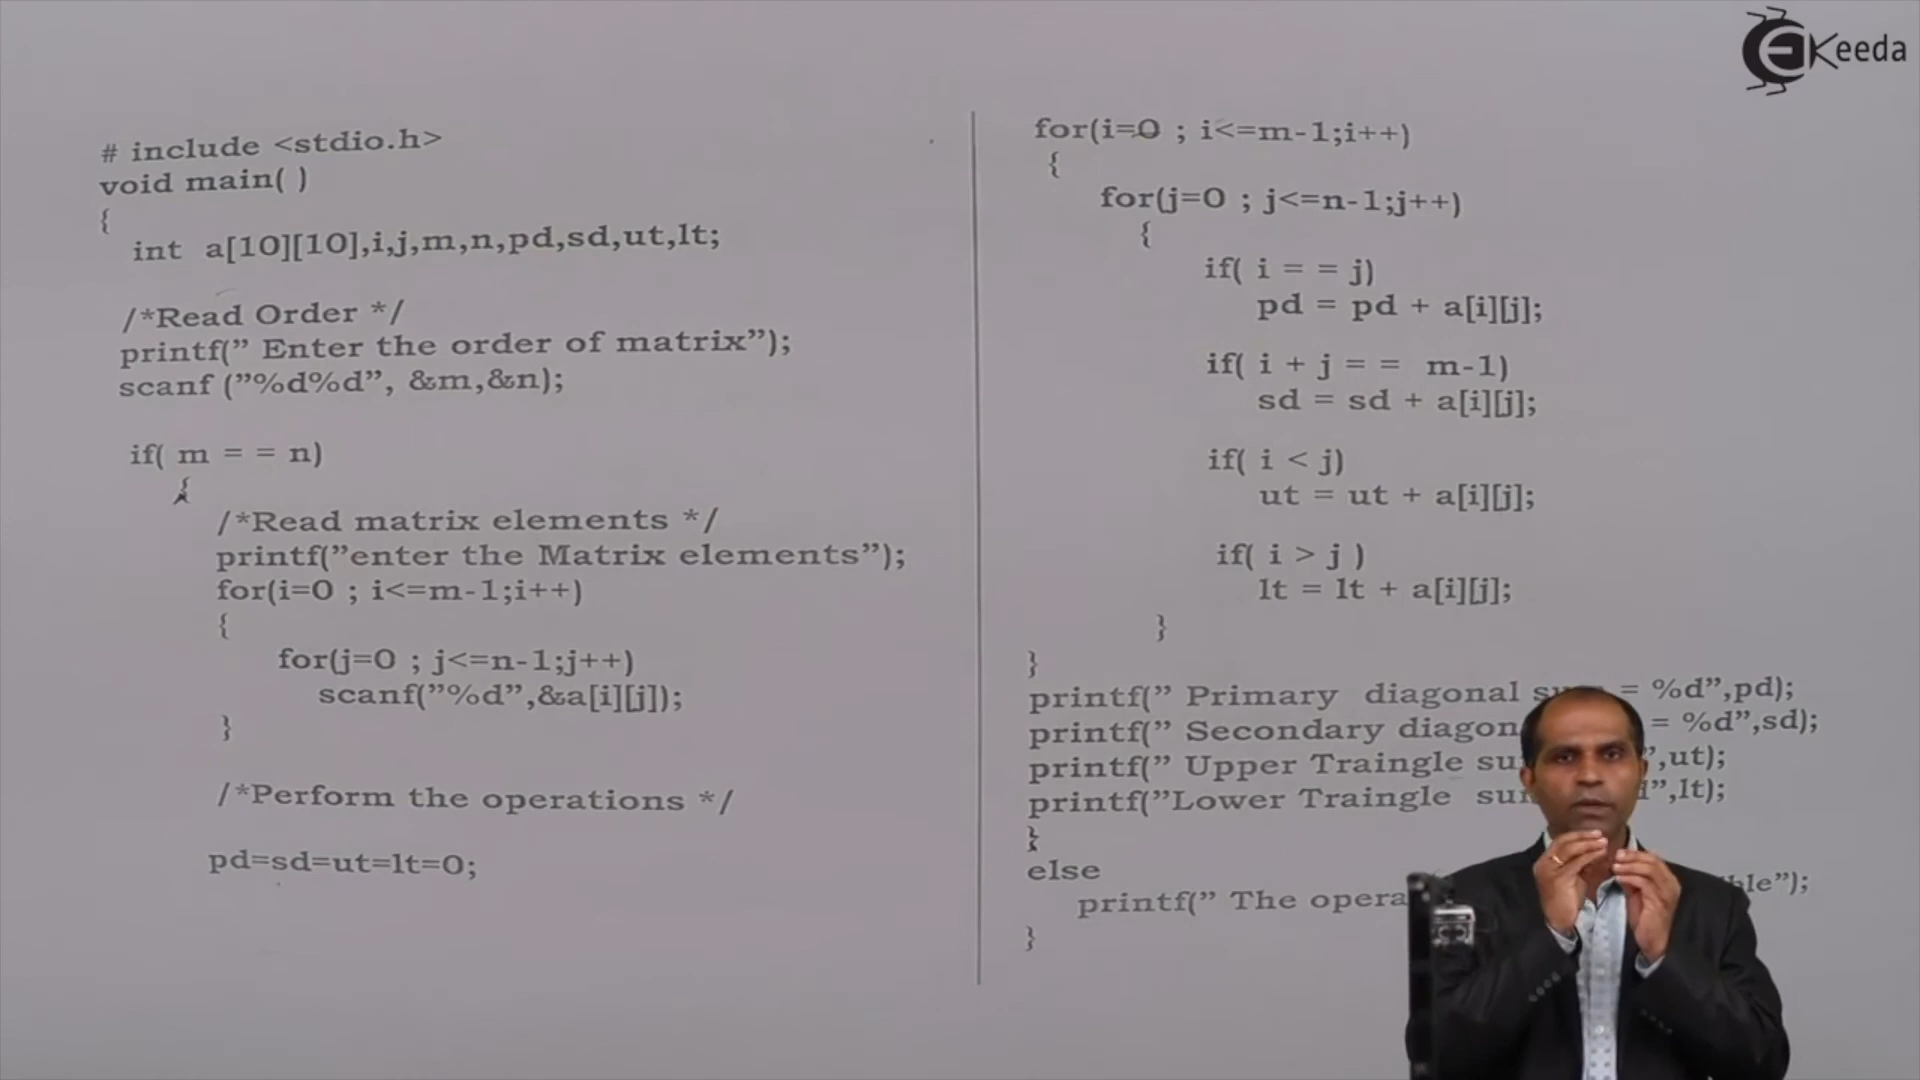 Keeda
# include <stdio.h>
void main( )
{
int a[10][10],i,j,m,n,pd,sd,ut,lt;
/*Read Order */
printf(” Enter the order of matrix”);
scanf (”%d%d”, &m,&n);
if( m = = n)
{
/*Read matrix elements */
printf(”enter the Matrix elements”);
for(i=0 ; i<=m-1;i++)
{
for(j=0 ; j<=n-1;j++)
scanf(”%d”,&a[i][j]);
}
/*Perform the operations */
pd=sd=ut=lt=0;
for(i=0 ; i<=m-1;i++)
{
for(j=0 ; j<=n-1;j++)
{
if( i = = j)
pd = pd + a[i][j];
if( i + j = = m-1)
sd = sd + a[i][j];
if( i < j)
ut = ut + a[i][j];
if( i > j )
lt = lt + a[i][j];
}
}
printf(” Primary diagonal = %d”,pd);
printf(” Secondary = %d”,sd);
printf(” Upper Traingle ”,ut);
printf(”Lower Traingle ”,lt);
}
else
printf(” The ”);
}